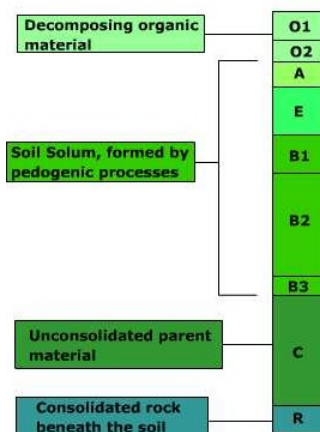 Decomposing organic
material
O1
O2
A
E
Soil Solum, formed by
pedogenic processes
B1
B2
B3
Unconsolidated parent
material
C
Consolidated rock
beneath the soil
R